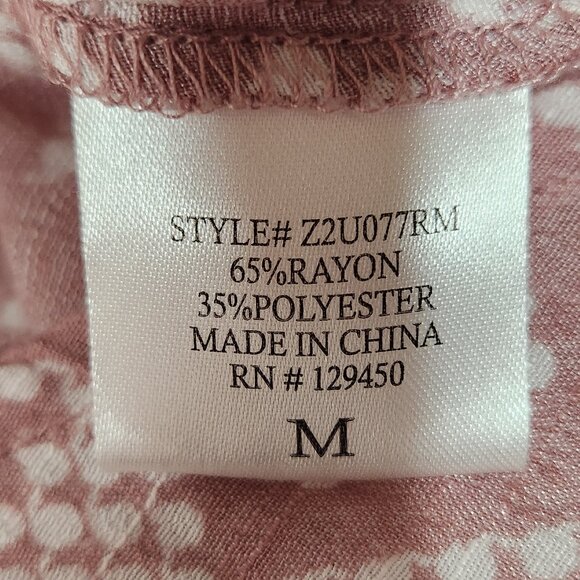 STYLE# Z2U077RM
65%RAYON
35%POLYESTER
MADE IN CHINA
RN # 129450
M